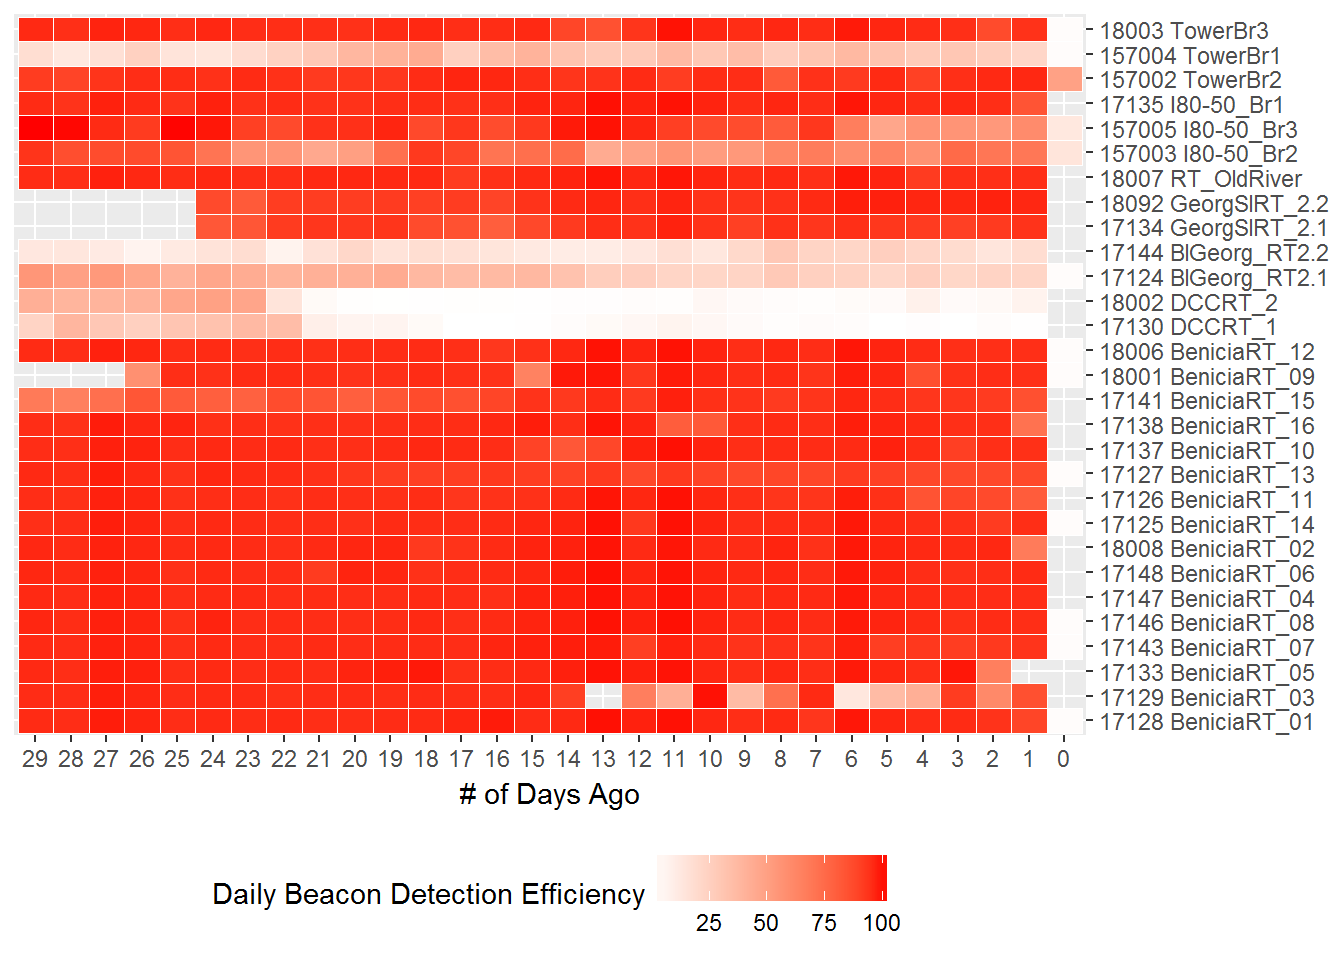 18003 TowerBr3
157004 TowerBr1
157002 TowerBr2
17135 I80-50_Br1
157005 I80-50_Br3
157003 I80-50_Br2
18007 RT_OldRiver
18092 GeorgSlRT_2.2
17134 GeorgSlRT_2.1
17144 BlGeorg_RT2.2
17124 BlGeorg_RT2.1
18002 DCCRT_2
17130 DCCRT_1
18006 BeniciaRT_12
18001 BeniciaRT_09
17141 BeniciaRT_15
17138 BeniciaRT_16
17137 BeniciaRT_10
17127 BeniciaRT_13
17126 BeniciaRT_11
17125 BeniciaRT_14
18008 BeniciaRT_02
17148 BeniciaRT_06
17147 BeniciaRT_04
17146 BeniciaRT_08
17143 BeniciaRT_07
17133 BeniciaRT_05
17129 BeniciaRT_03
17128 BeniciaRT_01
29 28 27 26 25 24 23 22 21 20 19 18 17 16 15 14 13 12 11 10 9 8 7 6 5 4 3 2 1 0
# of Days Ago
Daily Beacon Detection Efficiency
25 50 75 100